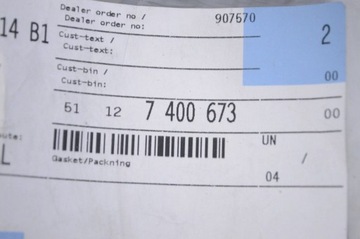 Dealer order no /
Dealer order no: 907570
14 B1
Cust-text /
Cust-text:
2
Cust-bin /
Cust-bin:
00
51 12 7 400 673 00
UN
/
04
Gasket/Packning
L